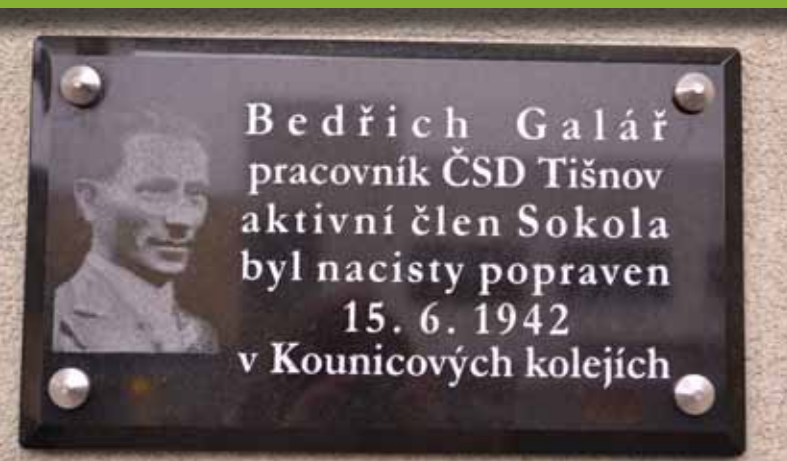 Bedřich Galář
pracovník ČSD Tišnov
aktivní člen Sokola
byl nacisty popraven
15. 6. 1942
v Kounicových kolejích